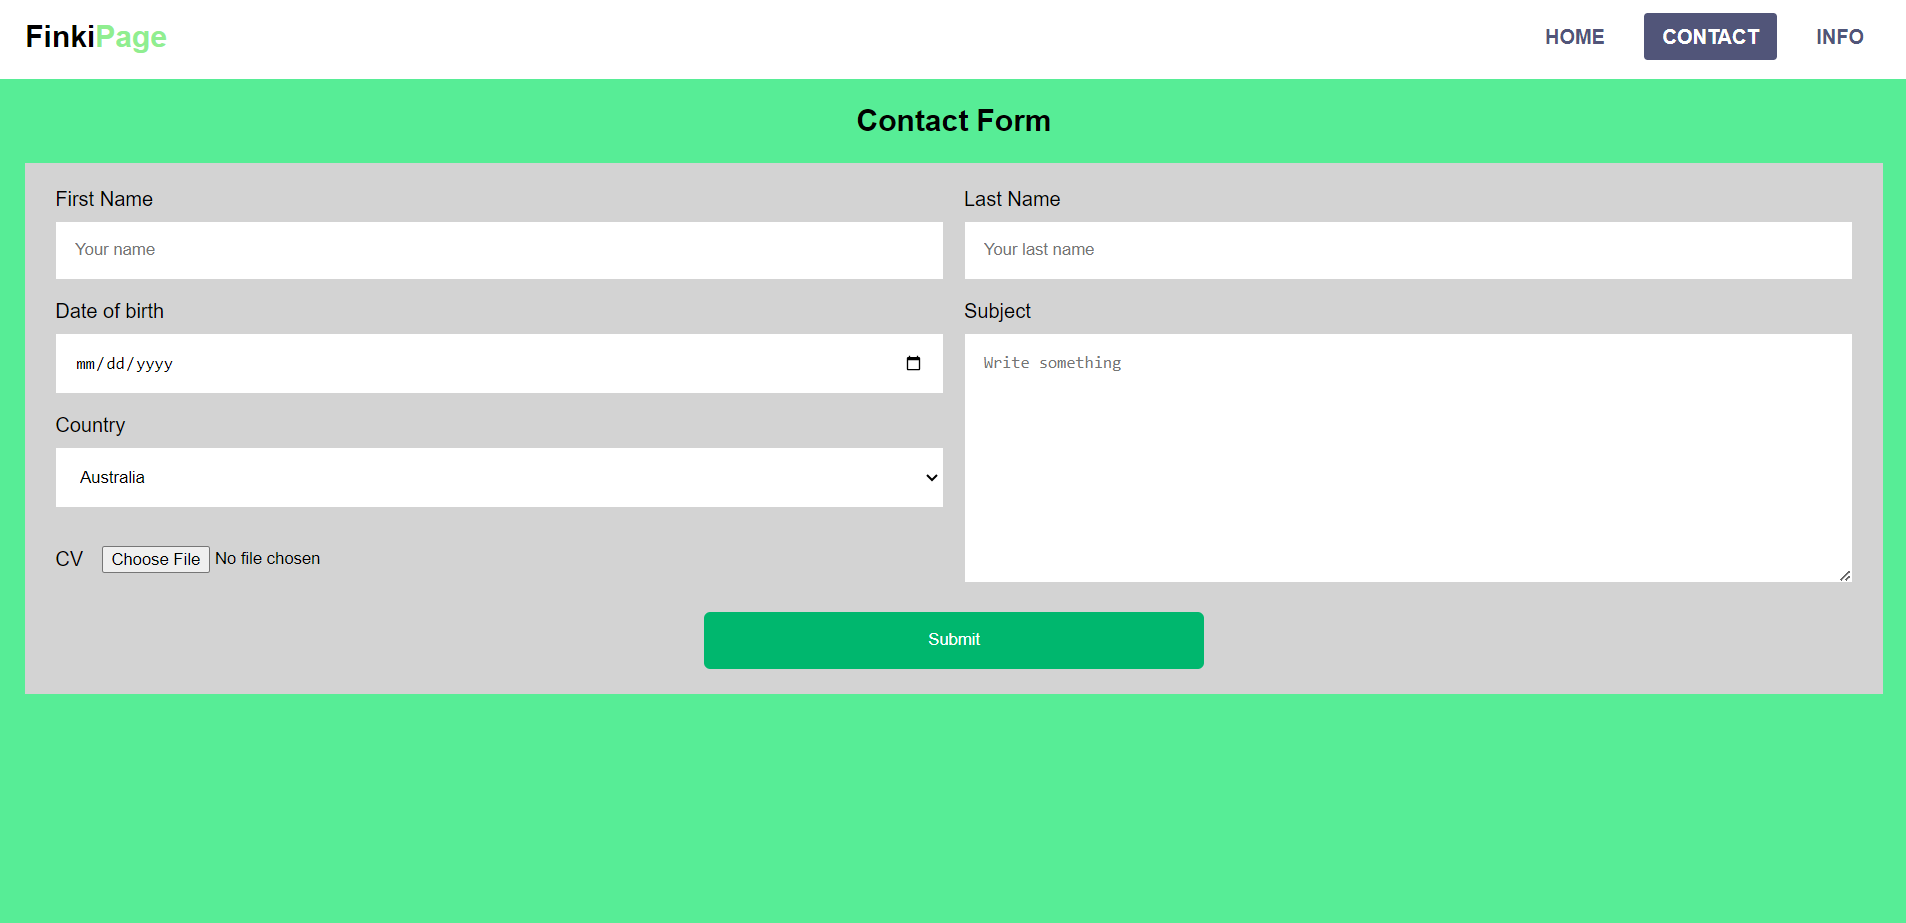 FinkiPage
HOME CONTACT INFO
Contact Form
First Name
Your name
Last Name
Your last name
Date of birth
mm/dd/yyyy
Subject
Write something
Country
Australia
CV Choose File No file chosen
Submit